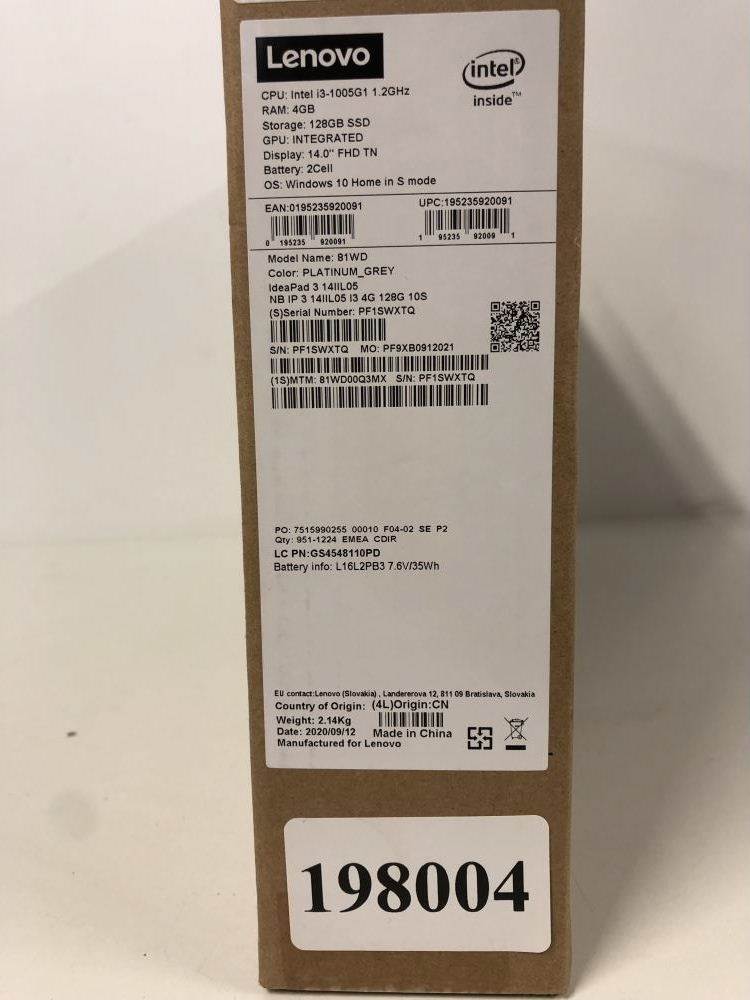 Lenovo
intel®
inside™
CPU: Intel i3-1005G1 1.2GHz
RAM: 4GB
Storage: 128GB SSD
GPU: INTEGRATED
Display: 14.0" FHD TN
Battery: 2Cell
OS: Windows 10 Home in S mode
EAN:0195235920091 UPC:195235920091
0 195235 920091 1 95235 92009 1
Model Name: 81WD
Color: PLATINUM_GREY
IdeaPad 3 14IIL05
NB IP 3 14IIL05 I3 4G 128G 10S
(S)Serial Number: PF1SWXTQ
S/N: PF1SWXTQ MO: PF9XB0912021
(1S)MTM: 81WD00Q3MX S/N: PF1SWXTQ
PO: 7515990255 00010 F04-02 SE P2
Qty: 951-1224 EMEA CDIR
LC PN:GS4548110PD
Battery info: L16L2PB3 7.6V/35Wh
EU contact:Lenovo (Slovakia) , Landererova 12, 811 09 Bratislava, Slovakia
Country of Origin: (4L)Origin:CN
Weight: 2.14Kg
Date: 2020/09/12 Made in China
Manufactured for Lenovo
198004